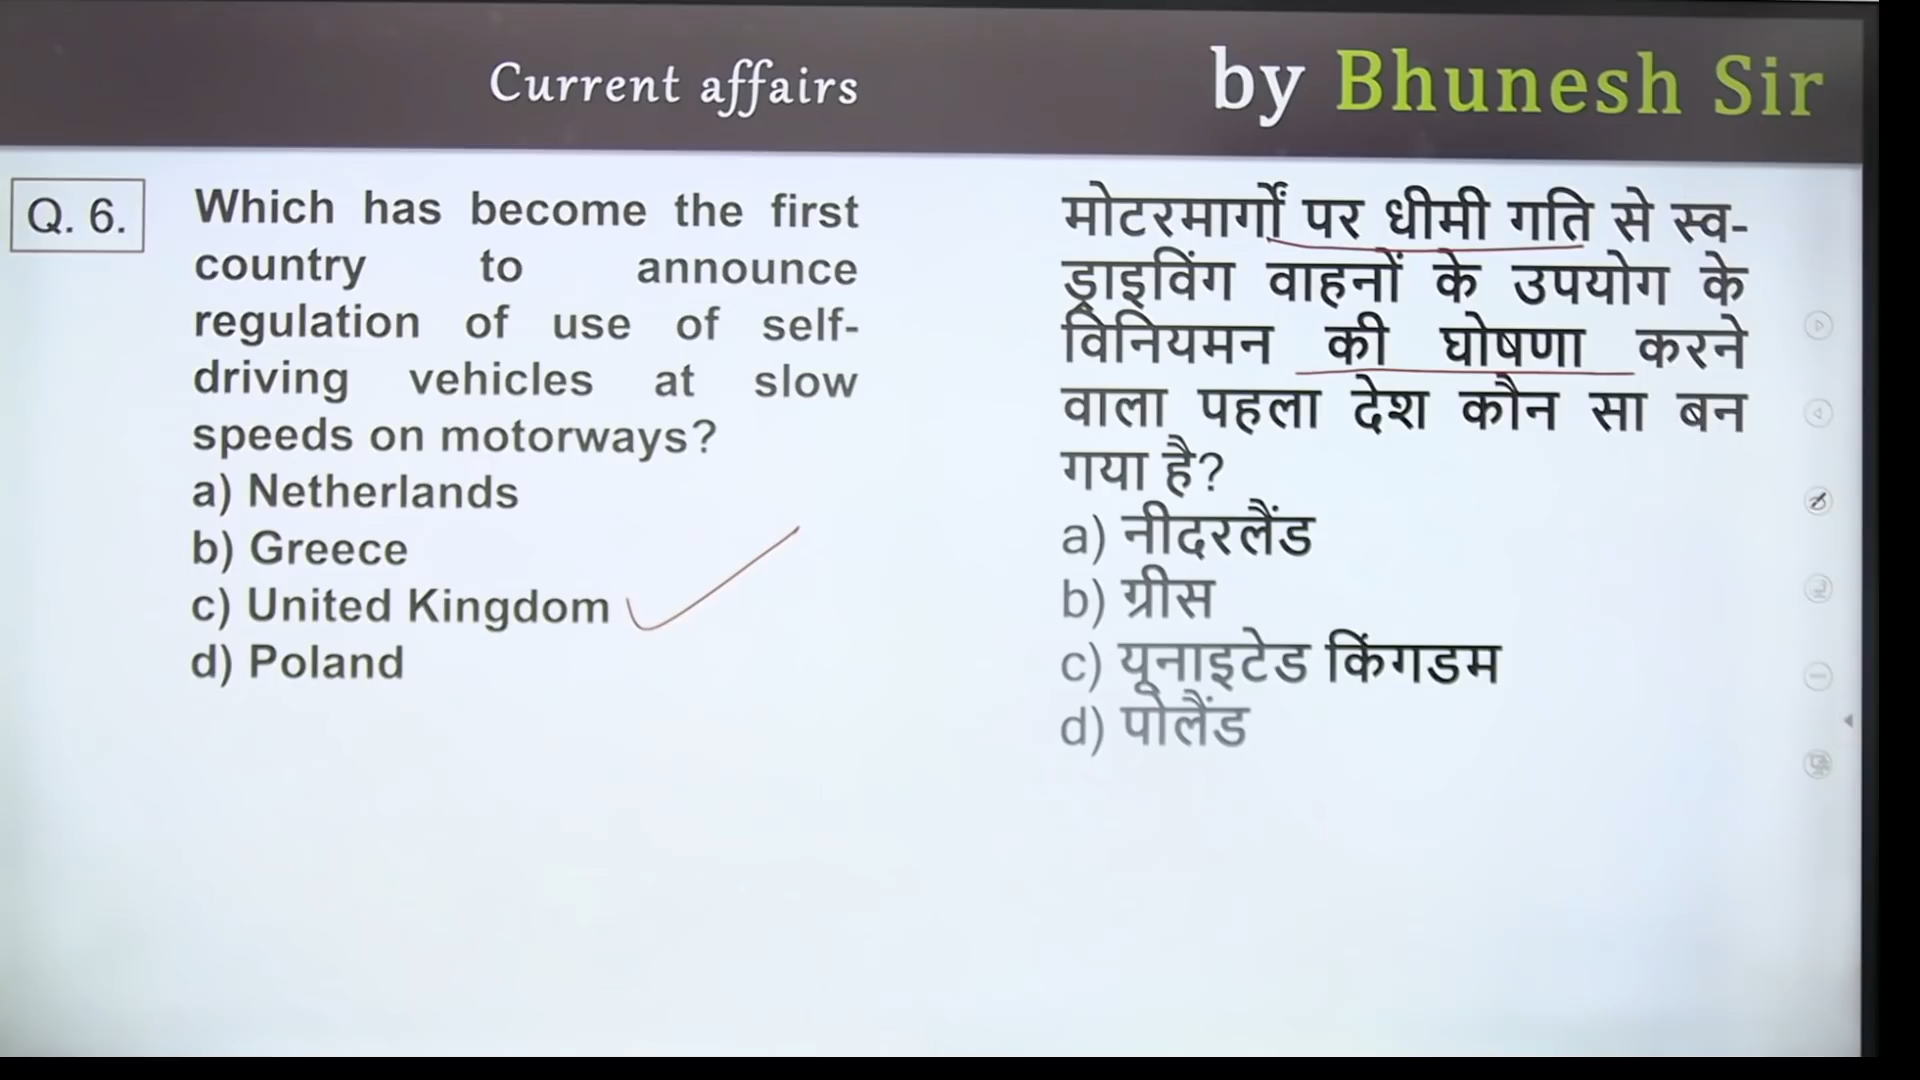 Current affairs
by Bhunesh Sir
Q. 6.
Which has become the first
country to announce
regulation of use of self-
driving vehicles at slow
speeds on motorways?
a) Netherlands
b) Greece
c) United Kingdom
d) Poland
मोटरमार्गों पर धीमी गति से स्व-
ड्राइविंग वाहनों के उपयोग के
विनियमन की घोषणा करने
वाला पहला देश कौन सा बन
गया है?
a) नीदरलैंड
b) ग्रीस
c) यूनाइटेड किंगडम
d) पोलैंड